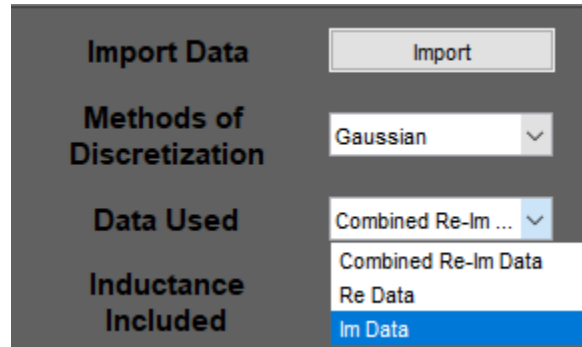 Import Data
Import
Methods of
Discretization
Gaussian
Data Used
Combined Re-Im ...
Combined Re-Im Data
Re Data
Im Data
Inductance
Included